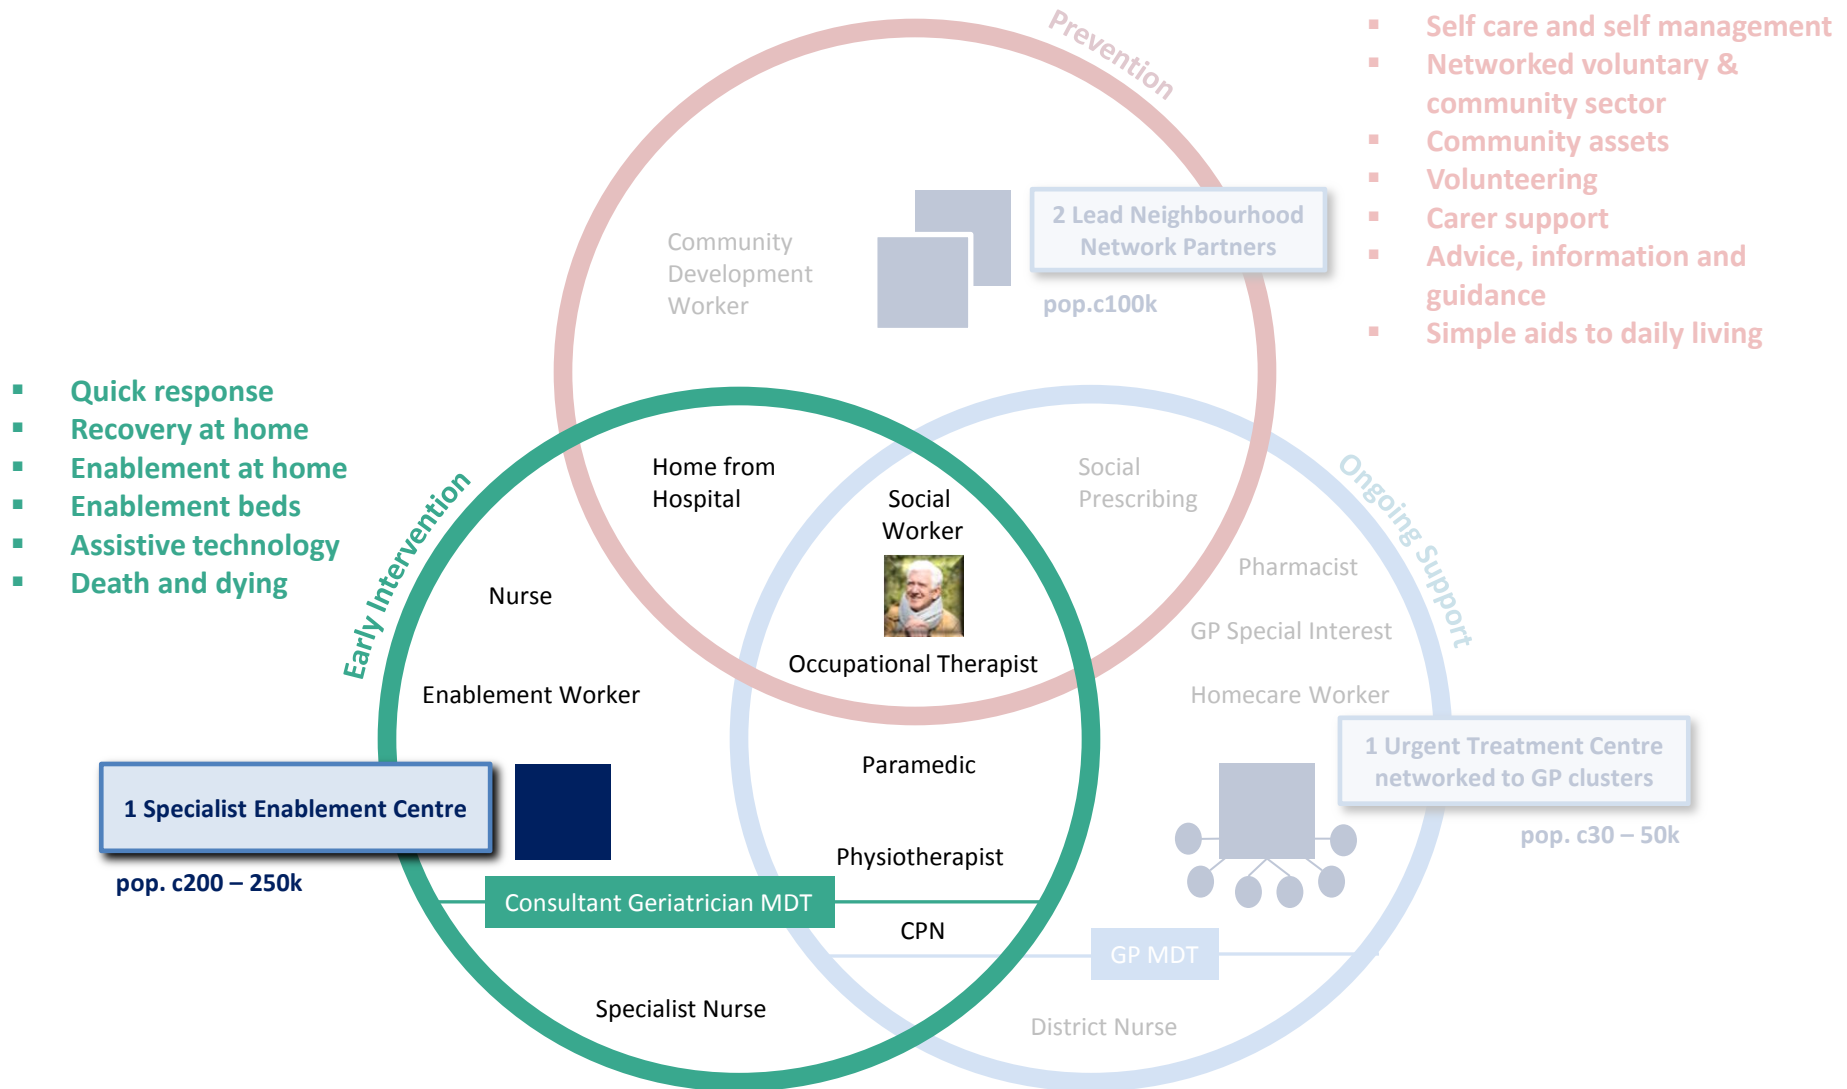 Prevention
▪ Self care and self management
▪ Networked voluntary &
community sector
▪ Community assets
▪ Volunteering
▪ Carer support
▪ Advice, information and
guidance
▪ Simple aids to daily living
2 Lead Neighbourhood
Network Partners
pop.c100k
Community
Development
Worker
▪ Quick response
▪ Recovery at home
▪ Enablement at home
▪ Enablement beds
▪ Assistive technology
▪ Death and dying
Early Intervention
Home from
Hospital
Social
Worker
Social
Prescribing
Ongoing Support
Nurse
Occupational Therapist
Pharmacist
GP Special Interest
Homecare Worker
Enablement Worker
1 Specialist Enablement Centre
pop. c200 – 250k
Paramedic
Physiotherapist
1 Urgent Treatment Centre
networked to GP clusters
pop. c30 – 50k
Consultant Geriatrician MDT
CPN
GP MDT
Specialist Nurse
District Nurse